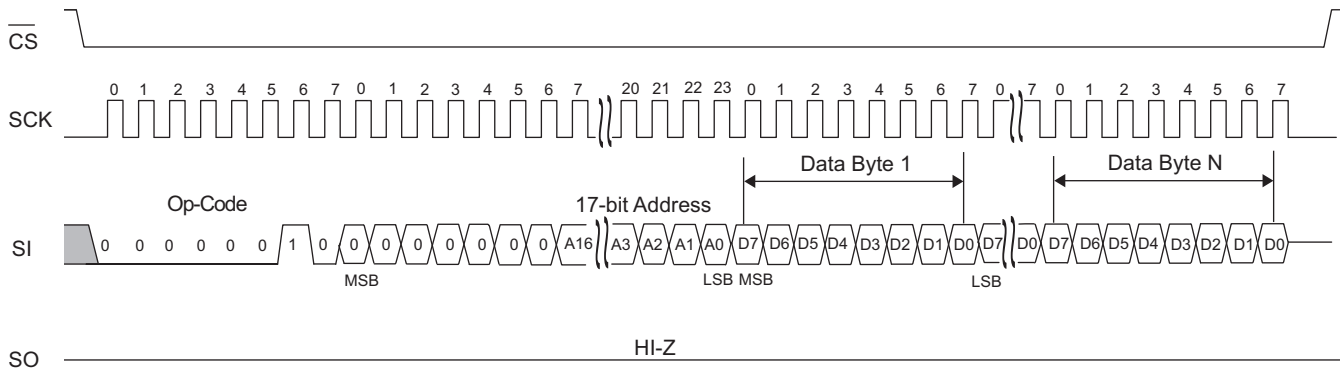 CS
SCK
0 1 2 3 4 5 6 7 0 1 2 3 4 5 6 7 20 21 22 23 0 1 2 3 4 5 6 7 0 7 0 1 2 3 4 5 6 7
Data Byte 1
Data Byte N
Op-Code
17-bit Address
SI
0 0 0 0 0 0 1 0 0 0 0 0 0 0 0 A16 A3 A2 A1 A0 D7 D6 D5 D4 D3 D2 D1 D0 D7 D0 D7 D6 D5 D4 D3 D2 D1 D0
MSB
LSB MSB
LSB
HI-Z
SO